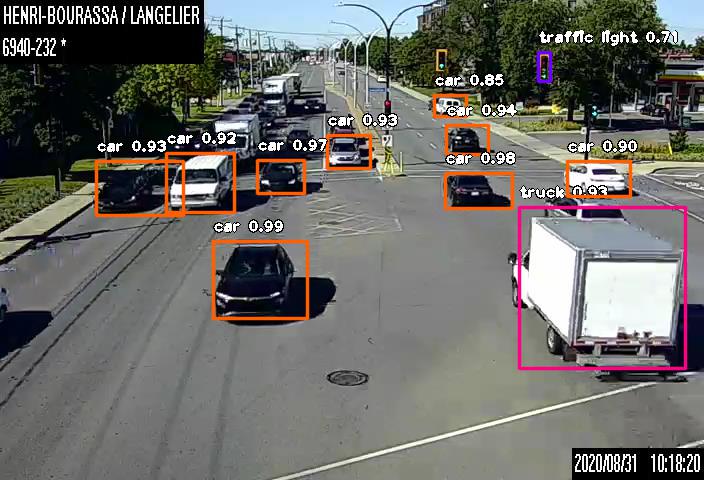 HENRI-BOURASSA / LANGELIER
6940-232 *
traffic light 0.71
car 0.85
car 0.94
car 0.93
car 0.92
car 0.93
car 0.97
car 0.98
car 0.90
truck 0.93
car 0.99
2020/08/31 10:18:20